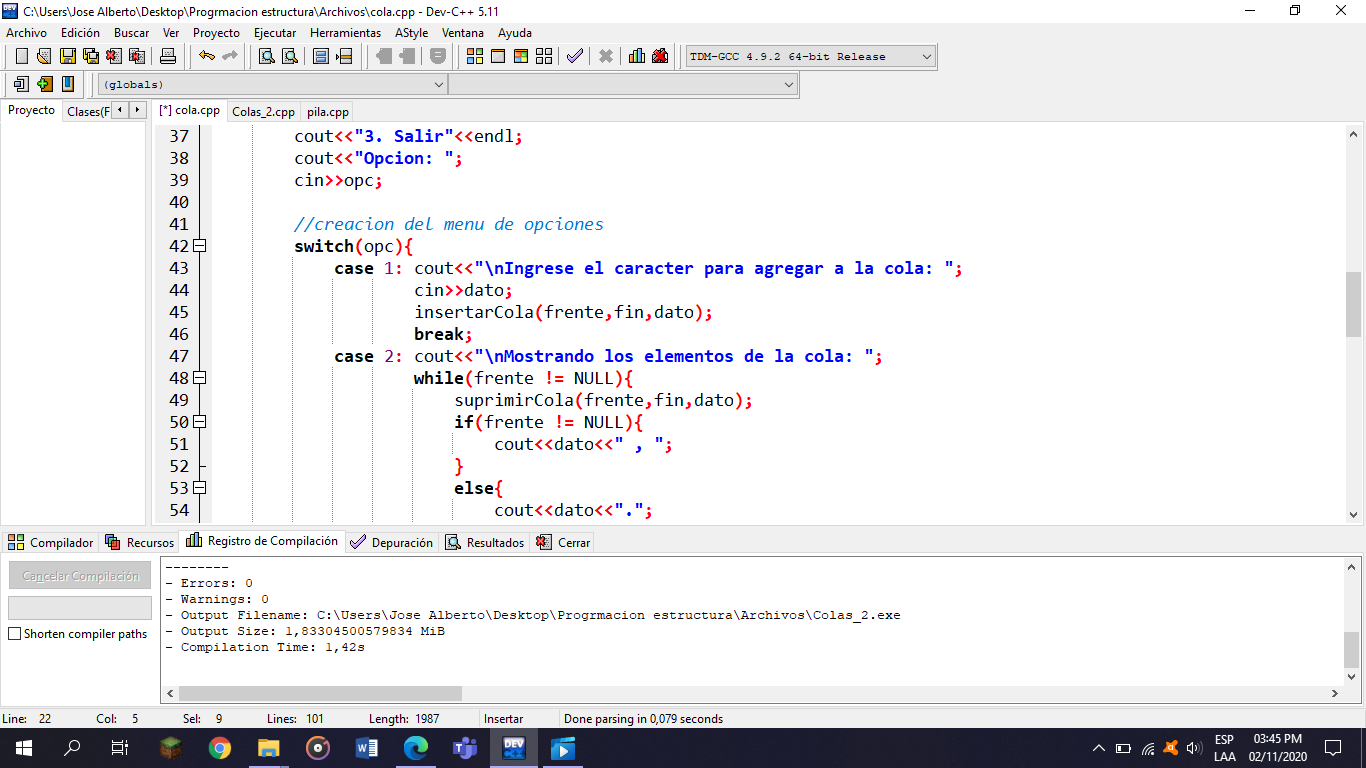 C:\Users\Jose Alberto\Desktop\Progrmacion estructura\Archivos\cola.cpp - Dev-C++ 5.11
Archivo Edición Buscar Ver Proyecto Ejecutar Herramientas AStyle Ventana Ayuda
TDM-GCC 4.9.2 64-bit Release
(globals)
Proyecto Clases(F [*] cola.cpp Colas_2.cpp pila.cpp
37 cout<<"3. Salir"<<endl;
38 cout<<"Opcion: ";
39 cin>>opc;
40
41 //creacion del menu de opciones
42 switch(opc){
43 case 1: cout<<"\nIngrese el caracter para agregar a la cola: ";
44 cin>>dato;
45 insertarCola(frente,fin,dato);
46 break;
47 case 2: cout<<"\nMostrando los elementos de la cola: ";
48 while(frente != NULL){
49 suprimirCola(frente,fin,dato);
50 if(frente != NULL){
51 cout<<dato<<" , ";
52 }
53 else{
54 cout<<dato<<".";
Compilador Recursos Registro de Compilación Depuración Resultados Cerrar
Cancelar Compilación
Shorten compiler paths
--------
- Errors: 0
- Warnings: 0
- Output Filename: C:\Users\Jose Alberto\Desktop\Progrmacion estructura\Archivos\Colas_2.exe
- Output Size: 1,83304500579834 MiB
- Compilation Time: 1,42s
Line: 22 Col: 5 Sel: 9 Lines: 101 Length: 1987 Insertar Done parsing in 0,079 seconds
DEV
ESP
LAA
03:45 PM
02/11/2020